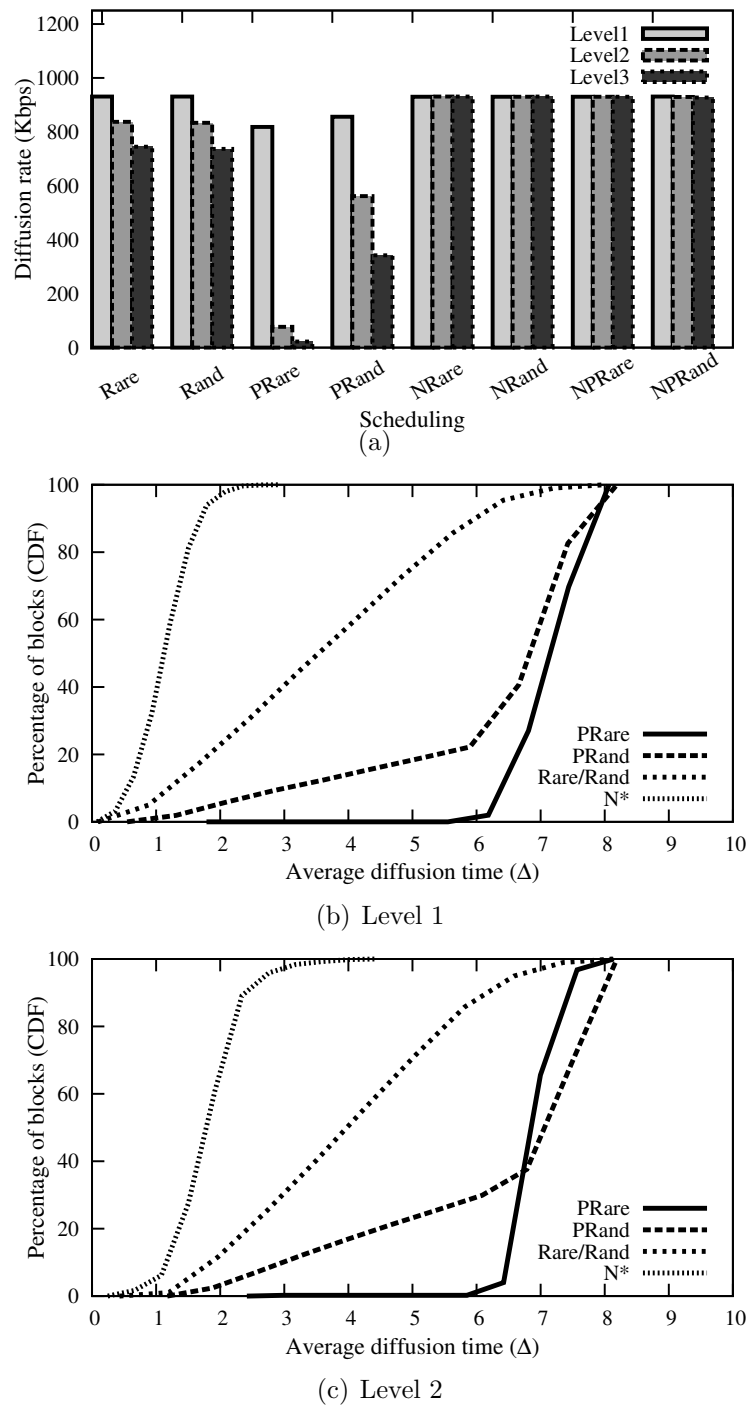 1200
1000
800
600
400
200
0
Diffusion rate (Kbps)
Level1
Level2
Level3
Rare
Rand
PRare
PRand
NRare
NRand
NPRare
NPRand
Scheduling
(a)
100
80
60
40
20
0
Percentage of blocks (CDF)
PRare
PRand
Rare/Rand
N*
0 1 2 3 4 5 6 7 8 9 10
Average diffusion time (Δ)
(b) Level 1
100
80
60
40
20
0
Percentage of blocks (CDF)
PRare
PRand
Rare/Rand
N*
0 1 2 3 4 5 6 7 8 9 10
Average diffusion time (Δ)
(c) Level 2